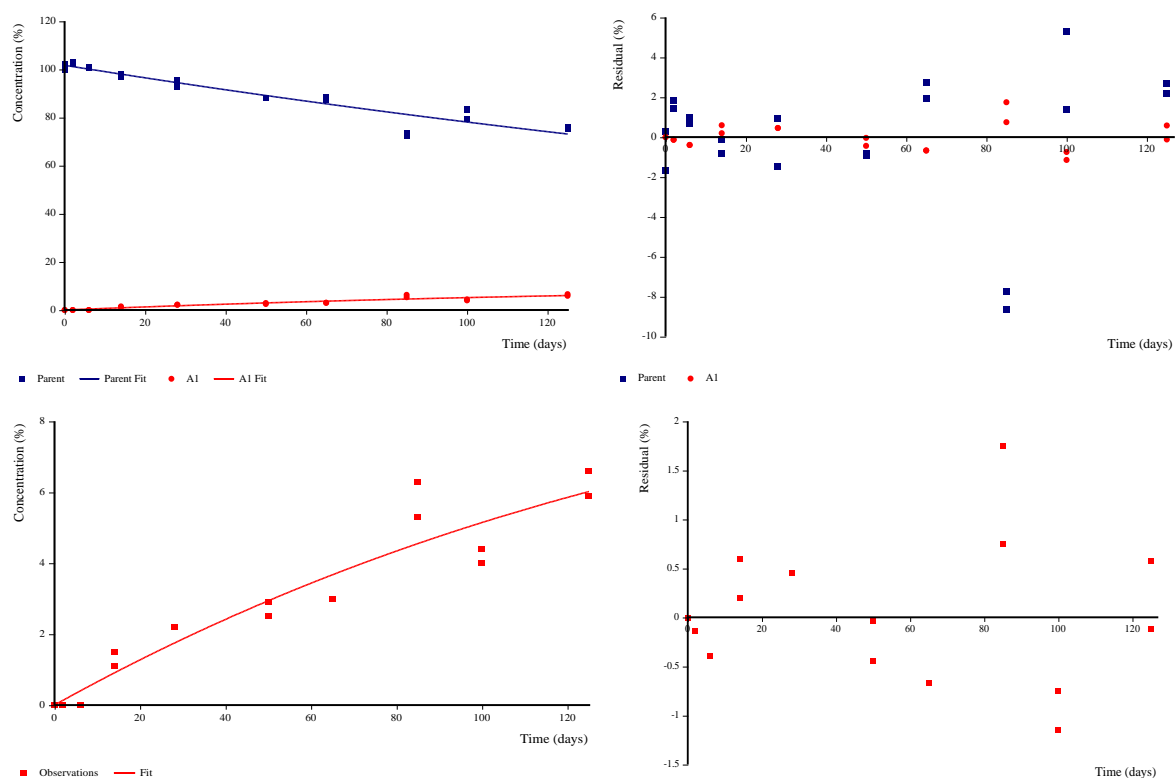 Concentration (%)
120
100
80
60
40
20
0
0 20 40 60 80 100 120
Time (days)
Parent Parent Fit A1 A1 Fit
Residual (%)
6
4
2
0
-2
-4
-6
-8
-10
0 20 40 60 80 100 120
Time (days)
Parent A1
Concentration (%)
8
6
4
2
0
0 20 40 60 80 100 120
Time (days)
Observations Fit
Residual (%)
2
1.5
1
0.5
0
-0.5
-1
-1.5
0 20 40 60 80 100 120
Time (days)